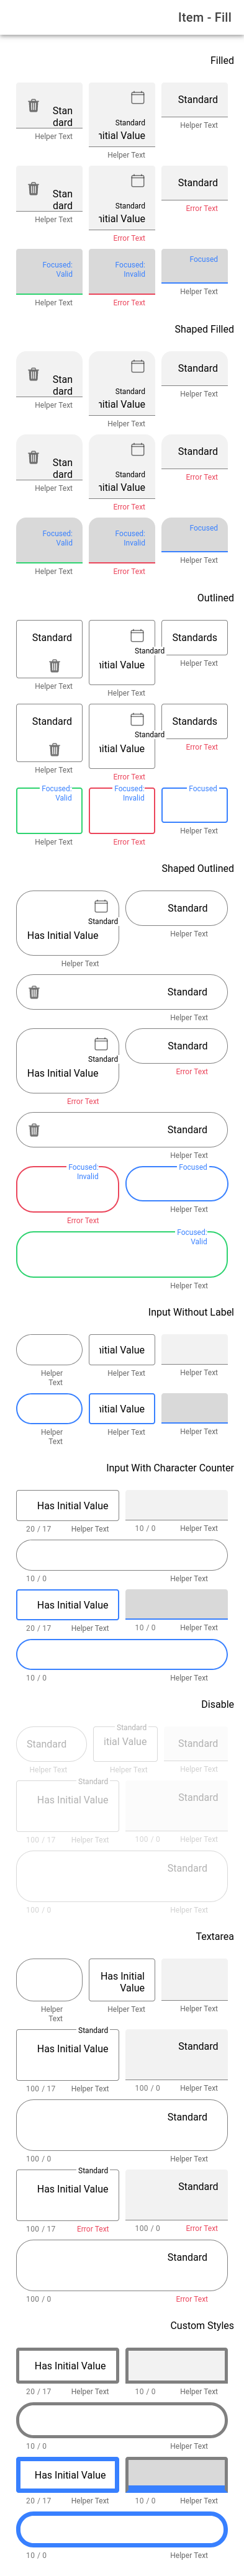 Item - Fill
Filled
Stan
dard
Helper Text
Standard
nitial Value
Helper Text
Standard
Helper Text
Stan
dard
Helper Text
Standard
nitial Value
Error Text
Standard
Error Text
Focused:
Valid
Helper Text
Focused:
Invalid
Error Text
Focused
Helper Text
Shaped Filled
Stan
dard
Helper Text
Standard
nitial Value
Helper Text
Standard
Helper Text
Stan
dard
Helper Text
Standard
nitial Value
Error Text
Standard
Error Text
Focused:
Valid
Helper Text
Focused:
Invalid
Error Text
Focused
Helper Text
Outlined
Standard
Helper Text
Standard
nitial Value
Helper Text
Standards
Helper Text
Standard
Helper Text
Standard
nitial Value
Error Text
Standards
Error Text
Focused:
Valid
Helper Text
Focused:
Invalid
Error Text
Focused
Helper Text
Shaped Outlined
Standard
Has Initial Value
Helper Text
Standard
Helper Text
Standard
Helper Text
Standard
Has Initial Value
Error Text
Standard
Error Text
Standard
Helper Text
Focused:
Invalid
Error Text
Focused
Helper Text
Focused:
Valid
Helper Text
Input Without Label
Helper
Text
nitial Value
Helper Text
Helper Text
Helper
Text
nitial Value
Helper Text
Helper Text
Input With Character Counter
Has Initial Value
20 / 17 Helper Text
10 / 0 Helper Text
10 / 0 Helper Text
Has Initial Value
20 / 17 Helper Text
10 / 0 Helper Text
10 / 0 Helper Text
Disable
Standard
Helper Text
Standard
itial Value
Helper Text
Standard
Helper Text
Standard
Has Initial Value
100 / 17 Helper Text
Standard
100 / 0 Helper Text
Standard
100 / 0 Helper Text
Textarea
Helper
Text
Has Initial
Value
Helper Text
Helper Text
Standard
Has Initial Value
100 / 17 Helper Text
Standard
100 / 0 Helper Text
Standard
100 / 0 Helper Text
Standard
Has Initial Value
100 / 17 Error Text
Standard
100 / 0 Error Text
Standard
100 / 0 Error Text
Custom Styles
Has Initial Value
20 / 17 Helper Text
10 / 0 Helper Text
10 / 0 Helper Text
Has Initial Value
20 / 17 Helper Text
10 / 0 Helper Text
10 / 0 Helper Text